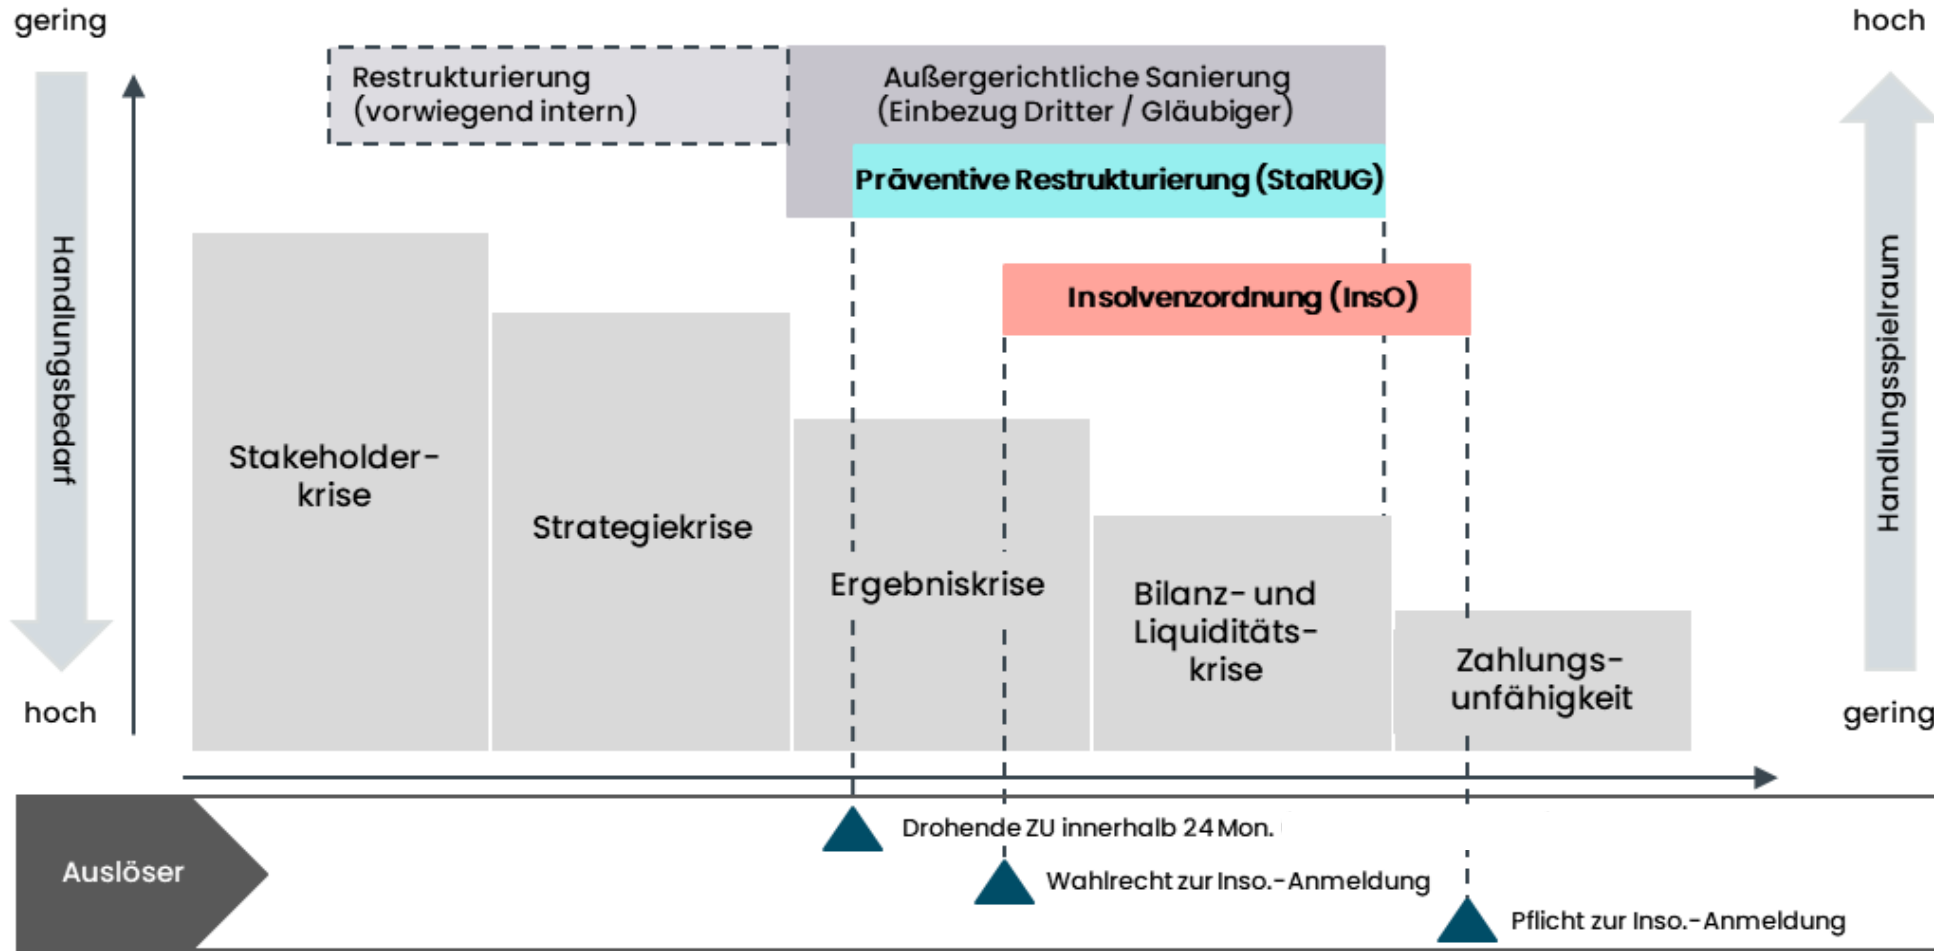 gering
hoch
Restrukturierung
(vorwiegend intern)
Außergerichtliche Sanierung
(Einbezug Dritter / Gläubiger)
Präventive Restrukturierung (StaRUG)
Insolvenzordnung (InsO)
Handlungsbedarf
Handlungsspielraum
Stakeholder-
krise
Strategiekrise
Ergebniskrise
Bilanz- und
Liquiditäts-
krise
Zahlungs-
unfähigkeit
hoch
gering
Auslöser
Drohende ZU innerhalb 24 Mon.
Wahlrecht zur Inso.-Anmeldung
Pflicht zur Inso.-Anmeldung